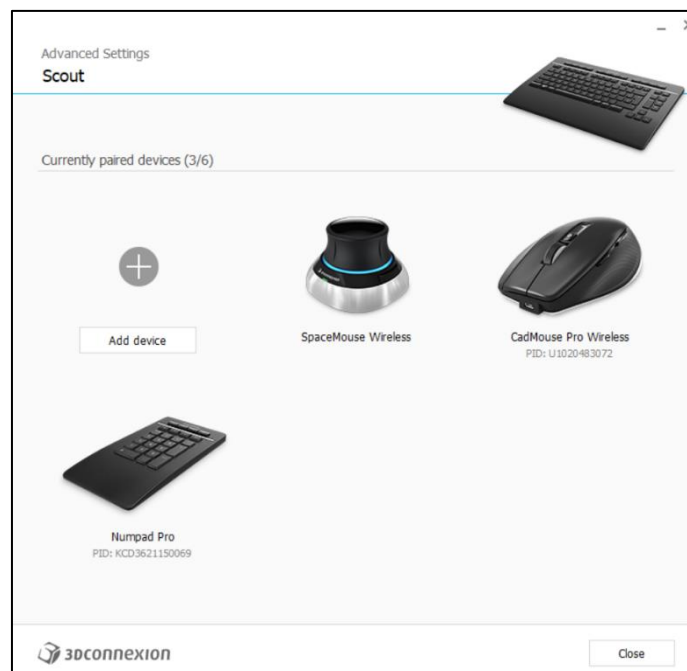 Advanced Settings
Scout
Currently paired devices (3/6)
Add device
SpaceMouse Wireless
CadMouse Pro Wireless
PID: U1020483072
Numpad Pro
PID: KCD3621150069
3Dconnexion
Close